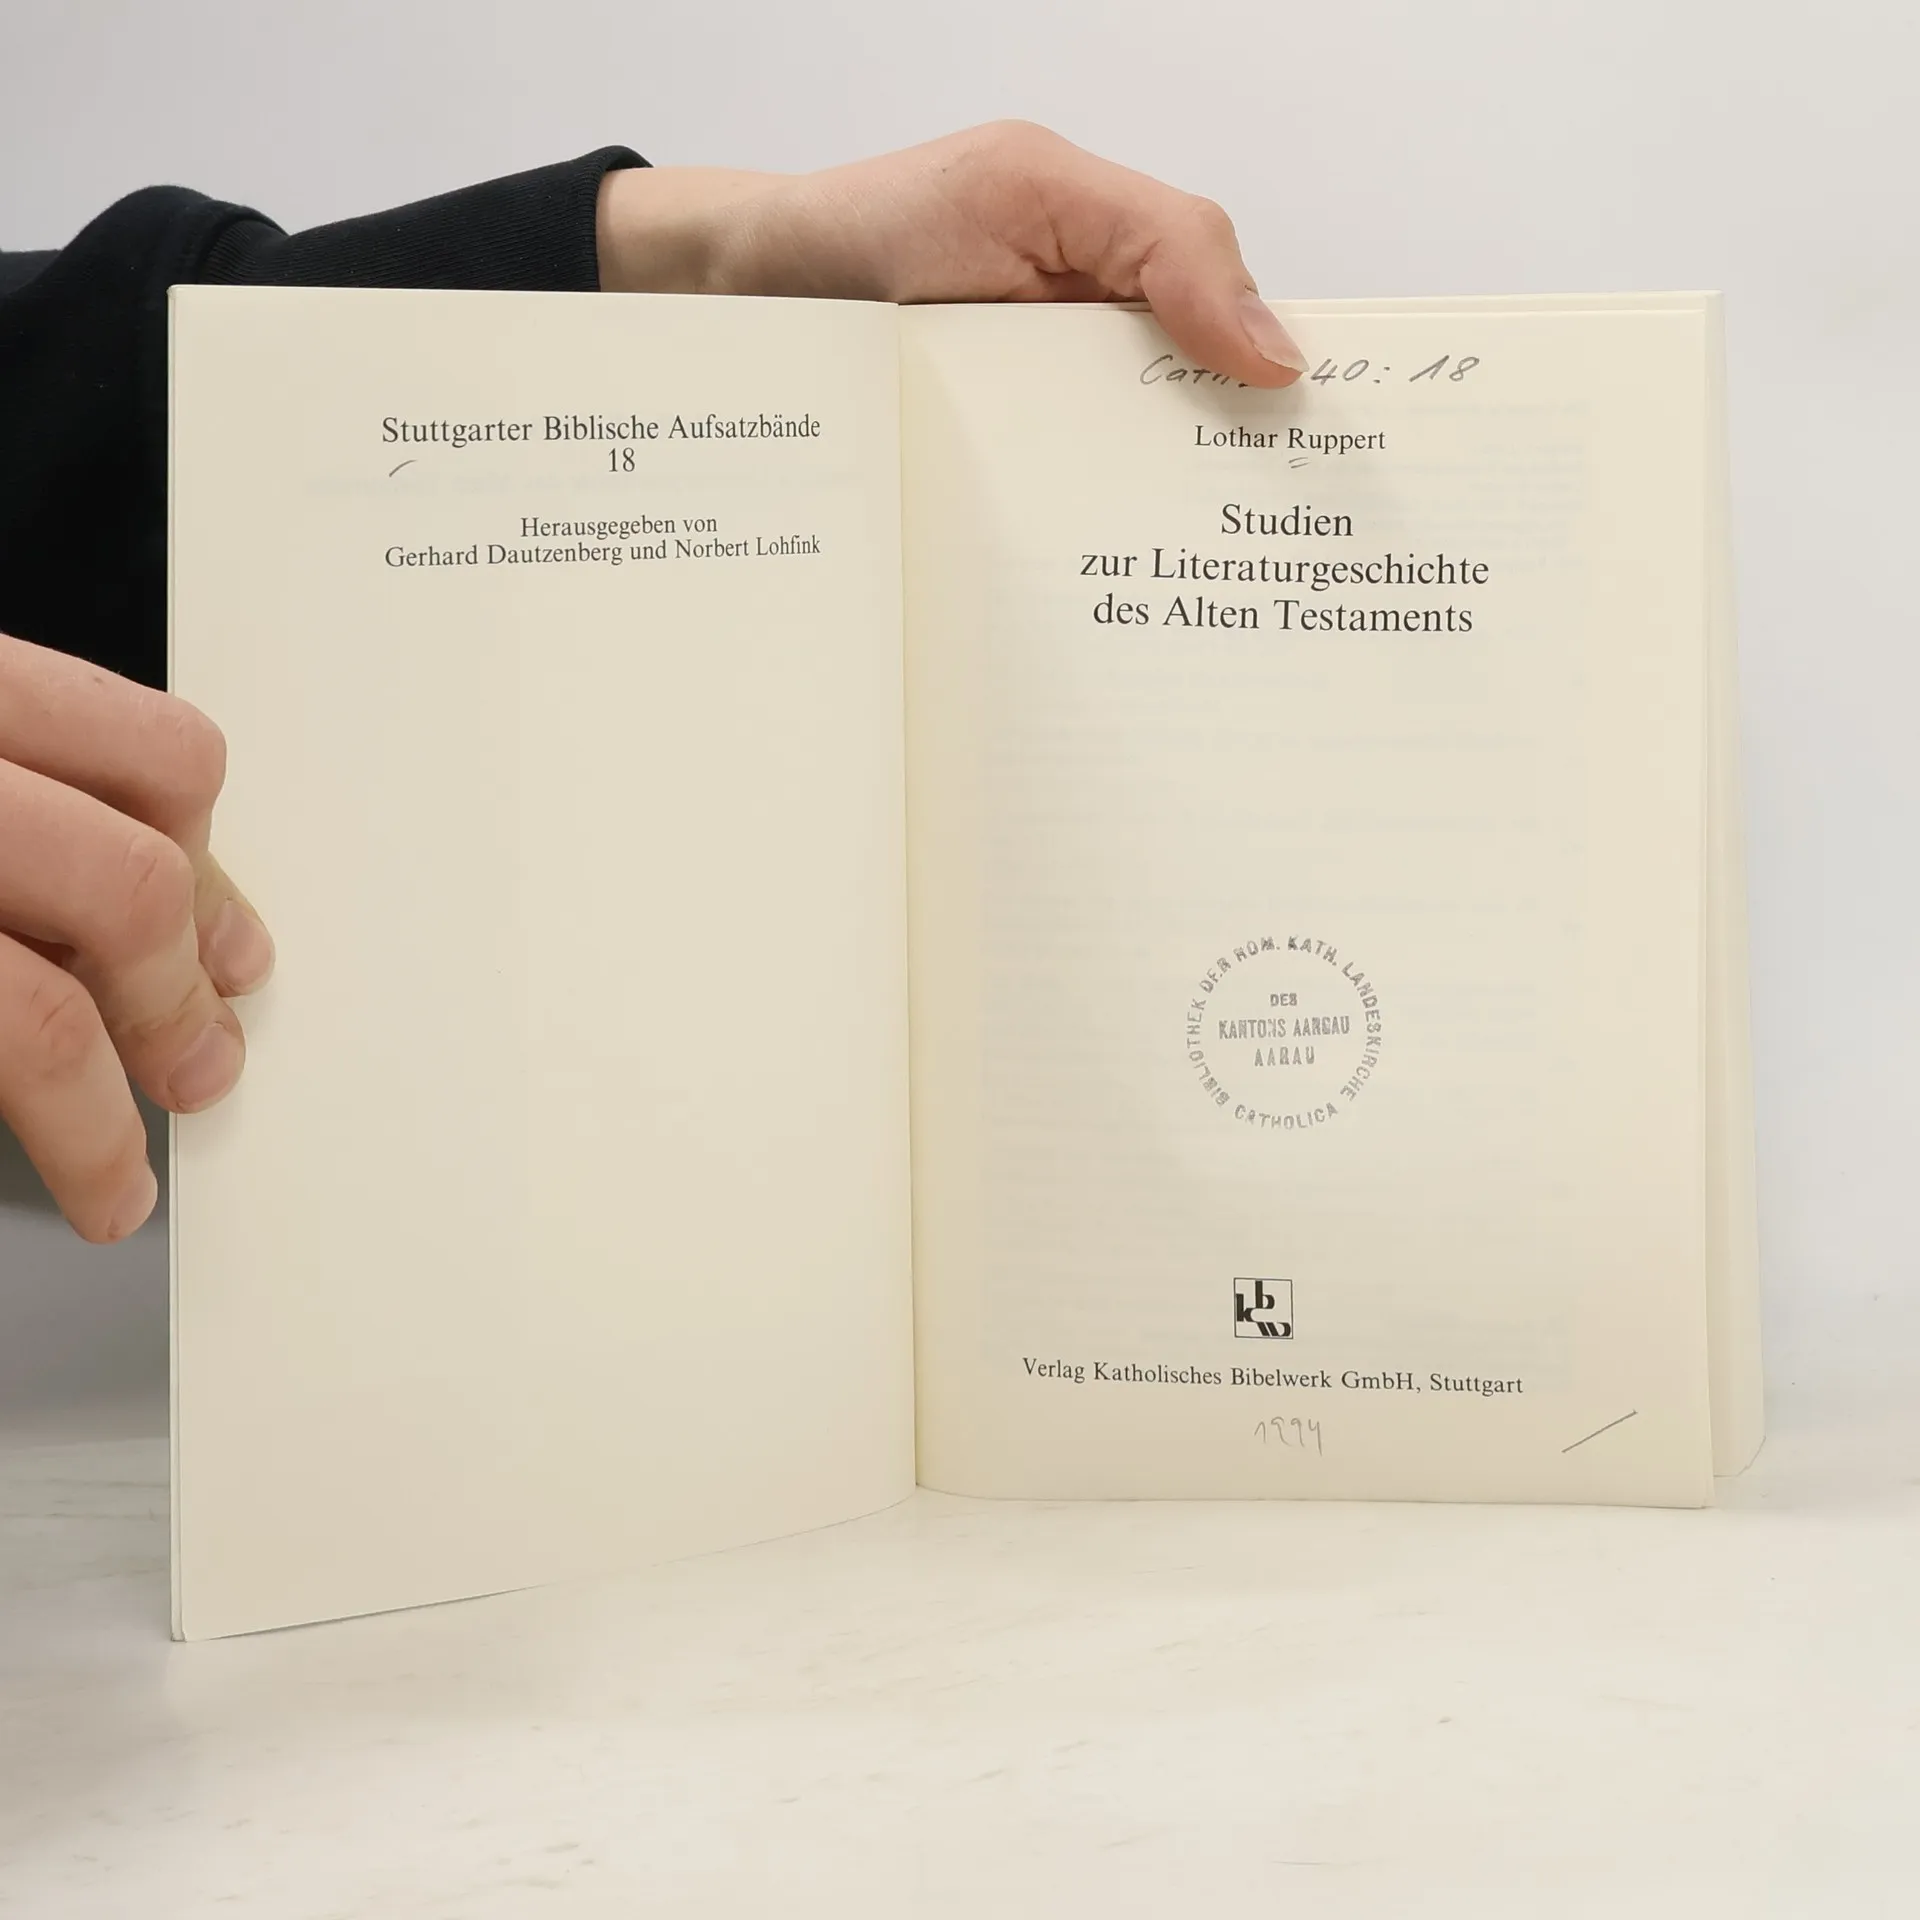 Stuttgarter Biblische Aufsatzbände
18
Herausgegeben von
Gerhard Dautzenberg und Norbert Lohfink
40: 18
Lothar Ruppert
Studien
zur Literaturgeschichte
des Alten Testaments
BIBLIOTHEK DER ROM. KATH. LANDESKIRCHE
DES
KANTONS AARGAU
AARAU
CATHOLICA
kbw
Verlag Katholisches Bibelwerk GmbH, Stuttgart
1994